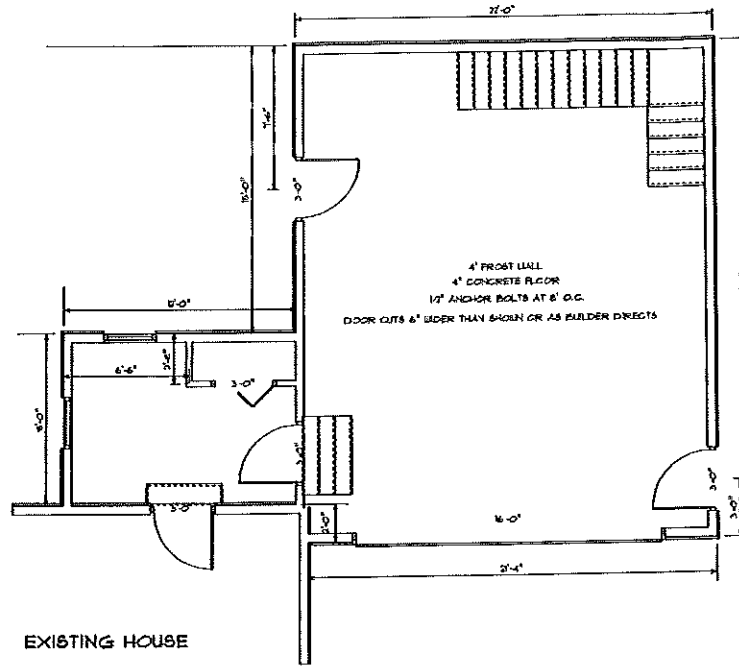 22'-0"
7'-6"
15'-0"
3'-0"
4' FROST WALL
4" CONCRETE FLOOR
1/2" ANCHOR BOLTS AT 8' O.C.
DOOR CUTS 6" WIDER THAN SHOWN OR AS BUILDER DIRECTS
12'-0"
6'-6"
3'-0"
3'-0"
3'-0"
3'-0"
3'-0"
2'-0"
16'-0"
21'-4"
EXISTING HOUSE